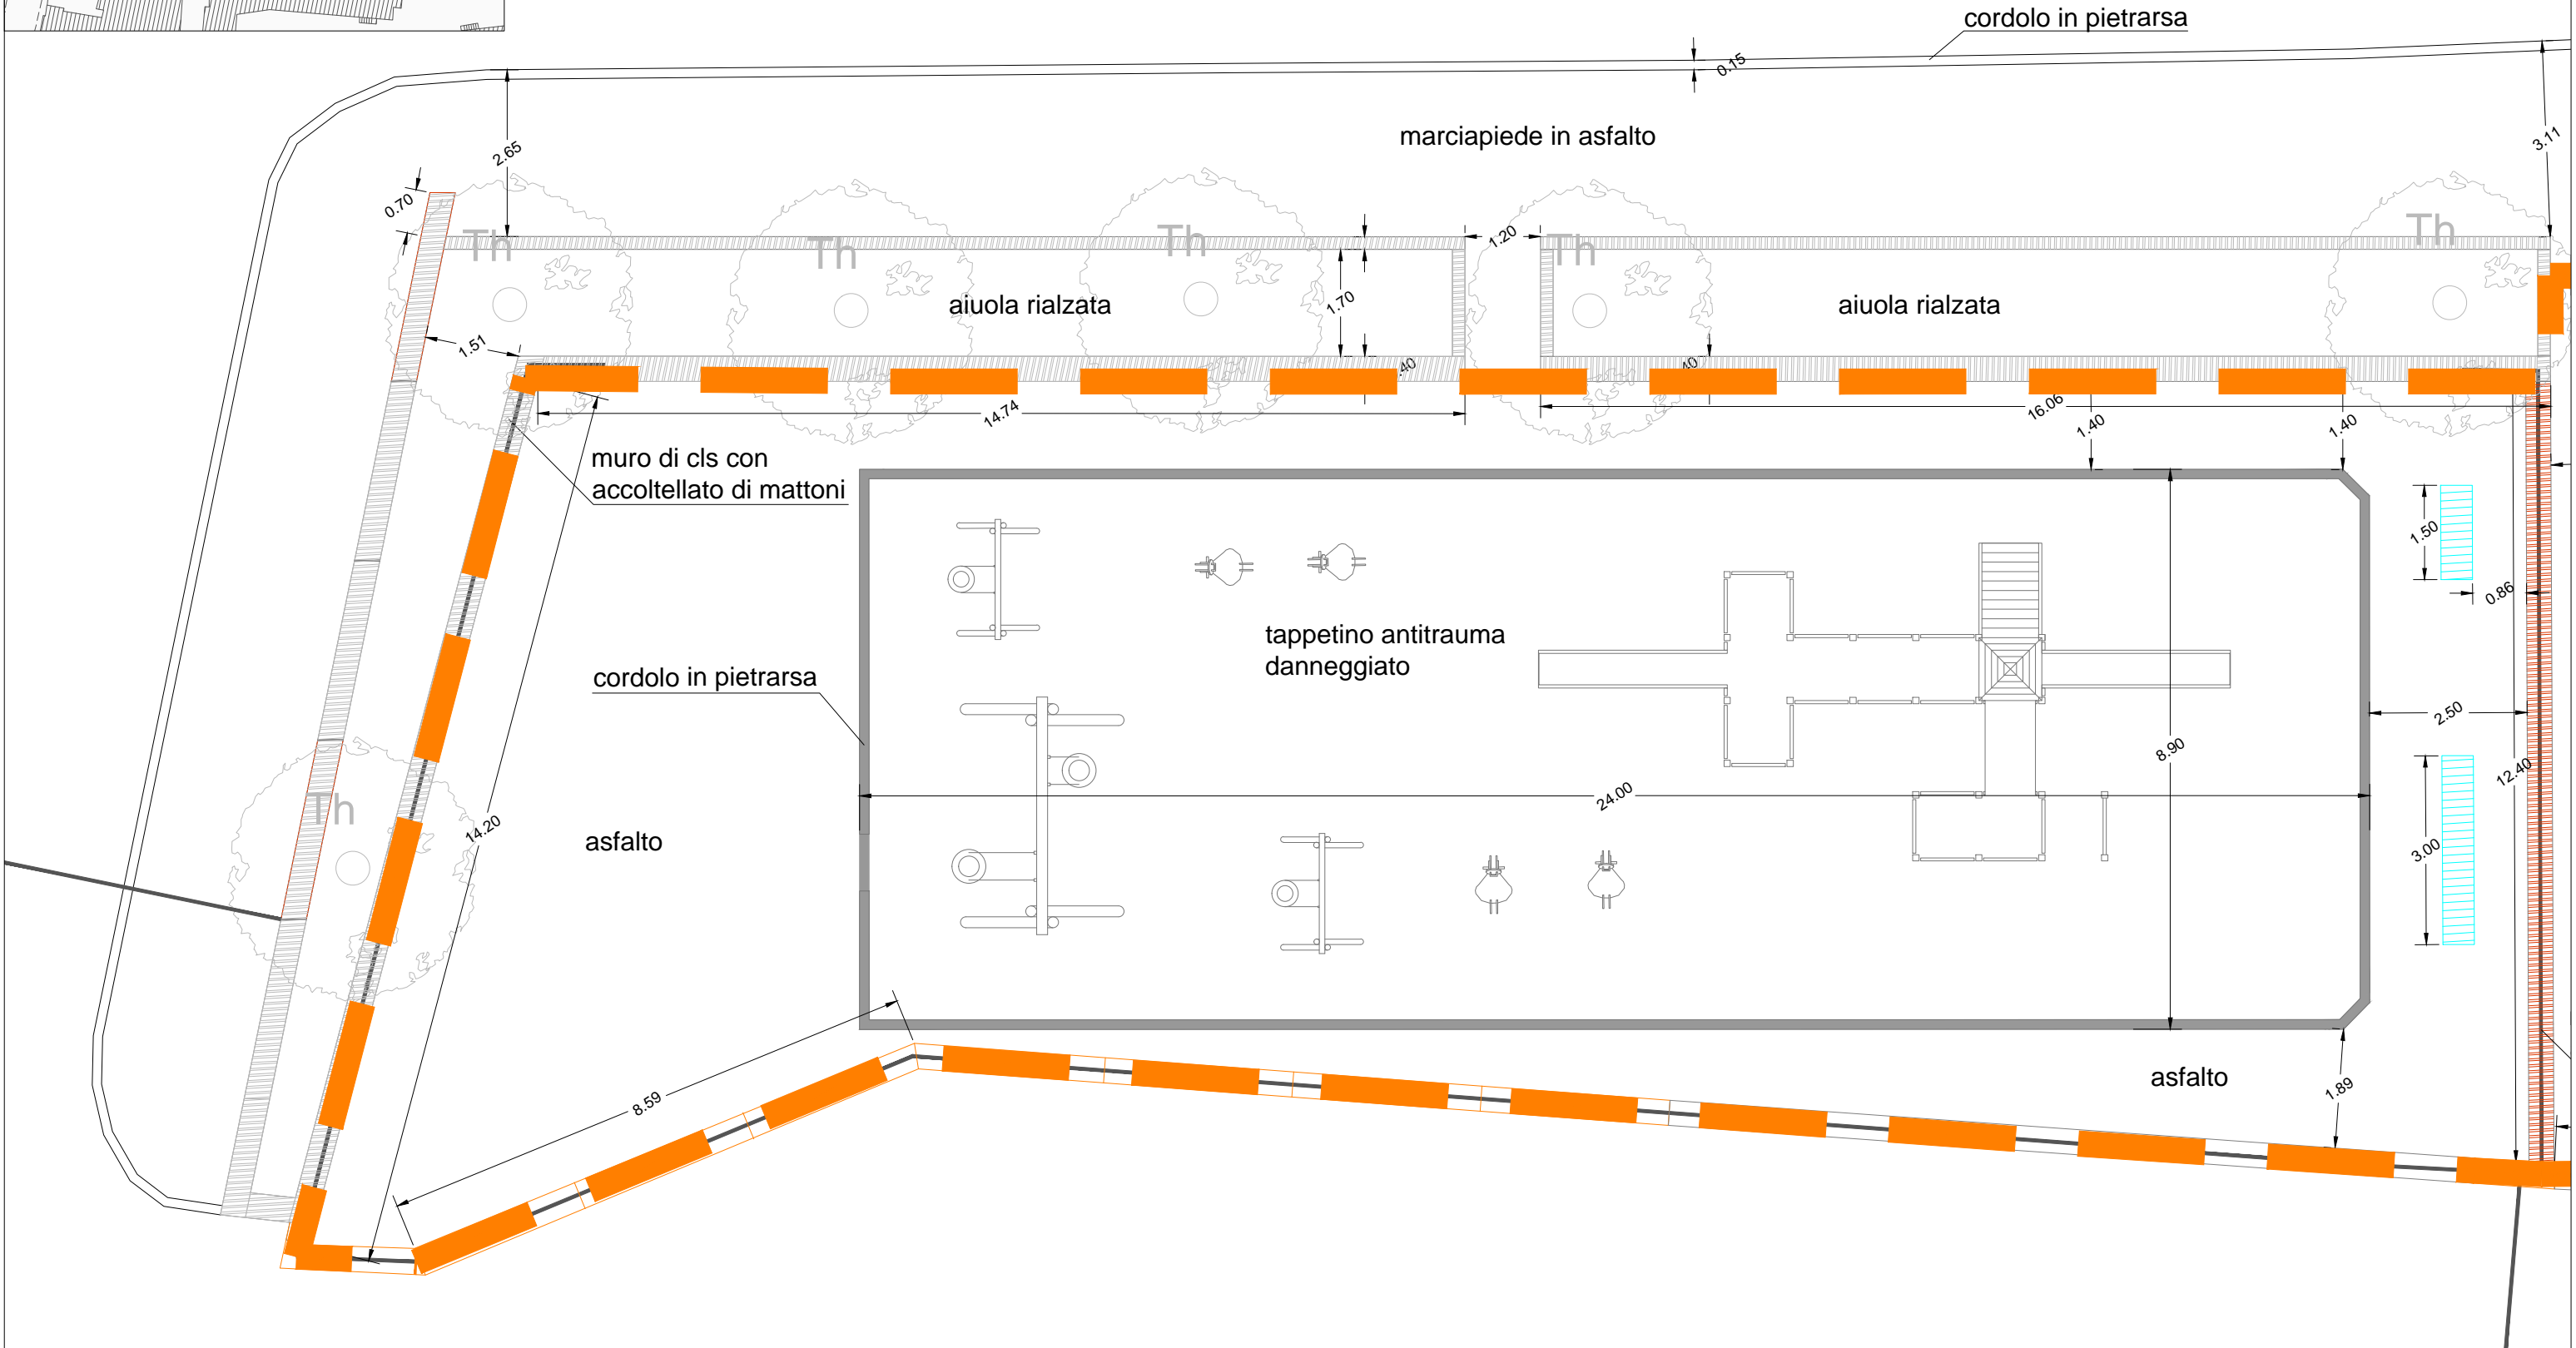 cordolo in pietrarsa
0.15
marciapiede in asfalto
3.11
2.65
0.70
Th
Th
Th
Th
Th
1.20
aiuola rialzata
1.70
aiuola rialzata
1.51
.40
.40
14.74
16.06
1.40
1.40
muro di cls con
accoltellato di mattoni
1.50
0.86
tappetino antitrauma
danneggiato
cordolo in pietrarsa
2.50
8.90
12.40
24.00
Th
14.20
asfalto
3.00
asfalto
1.89
8.59